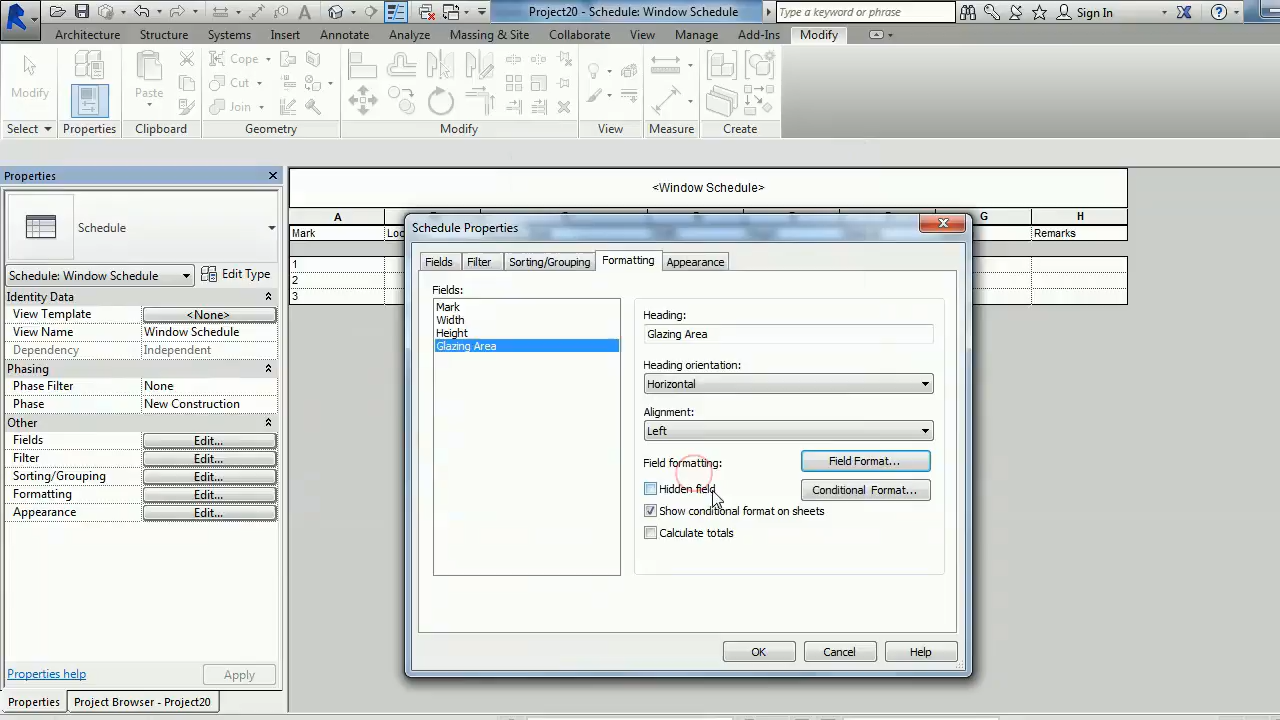 Project20 - Schedule: Window Schedule
Type a keyword or phrase
Sign In
Architecture Structure Systems Insert Annotate Analyze Massing & Site Collaborate View Manage Add-Ins Modify
Modify
Paste
Cope
Cut
Join
Select Properties Clipboard Geometry Modify View Measure Create
Properties
Schedule
Schedule: Window Schedule
Edit Type
Identity Data
View Template <None>
View Name Window Schedule
Dependency Independent
Phasing
Phase Filter None
Phase New Construction
Other
Fields Edit...
Filter Edit...
Sorting/Grouping Edit...
Formatting Edit...
Appearance Edit...
Properties help
Apply
Properties
Project Browser - Project20
<Window Schedule>
A G H
Mark Loc Remarks
1
2
3
Schedule Properties
Fields Filter Sorting/Grouping Formatting Appearance
Fields:
Mark
Width
Height
Glazing Area
Heading:
Glazing Area
Heading orientation:
Horizontal
Alignment:
Left
Field formatting:
Field Format...
Hidden field
Conditional Format...
Show conditional format on sheets
Calculate totals
OK Cancel Help